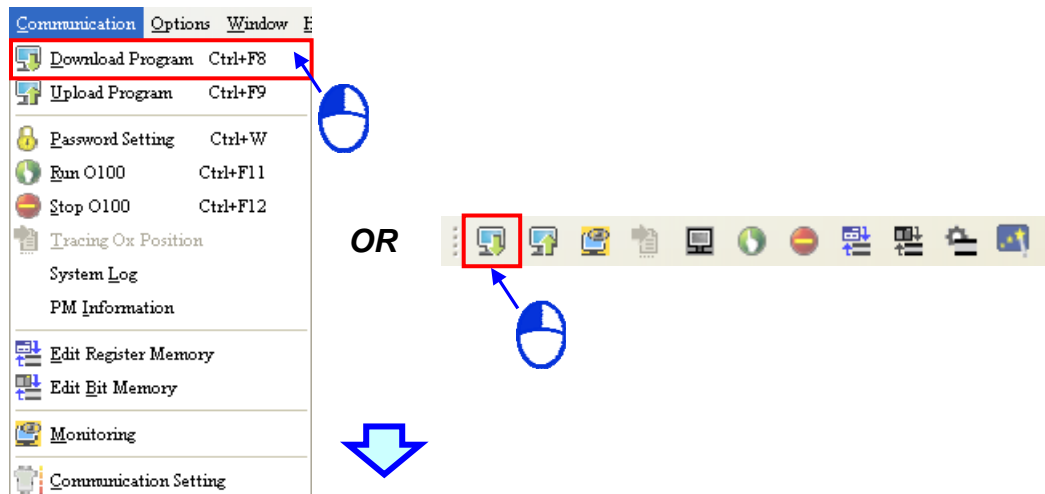 Communication Options Window
Download Program Ctrl+F8
Upload Program Ctrl+F9
Password Setting Ctrl+W
Run O100 Ctrl+F11
Stop O100 Ctrl+F12
Tracing Ox Position
OR
System Log
PM Information
Edit Register Memory
Edit Bit Memory
Monitoring
Communication Setting